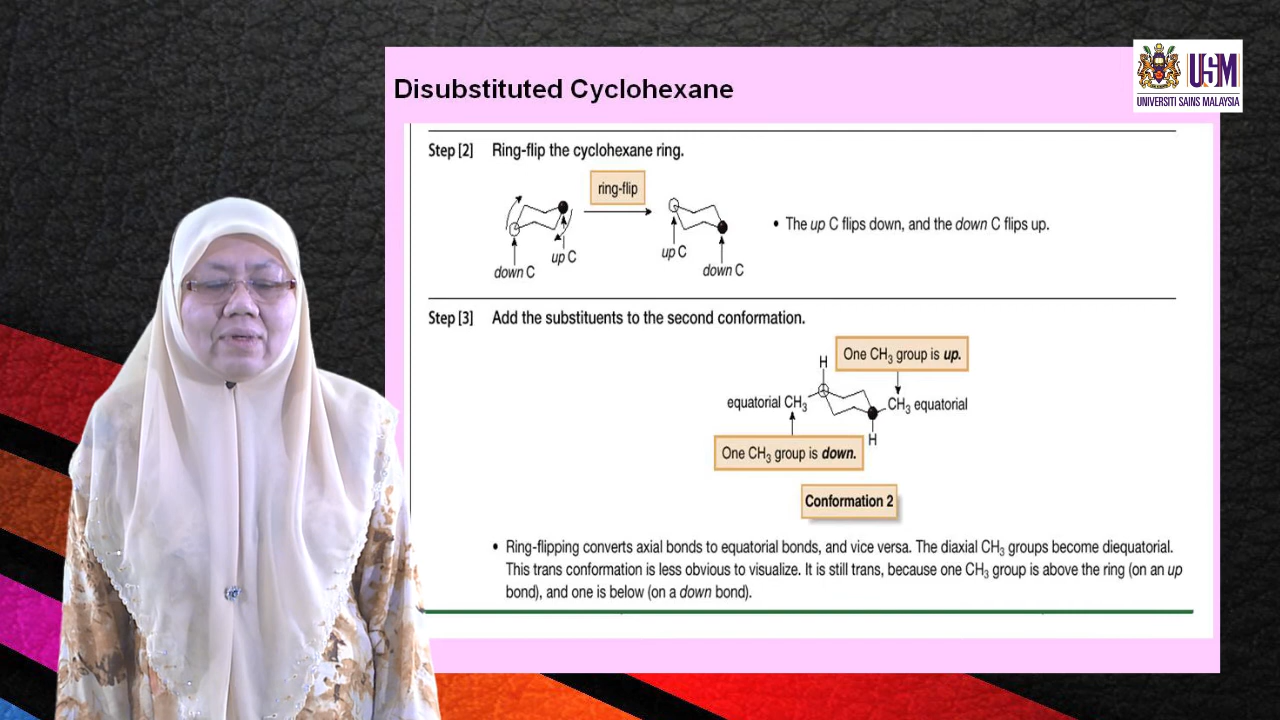 Disubstituted Cyclohexane
USM
UNIVERSITI SAINS MALAYSIA
Step [2] Ring-flip the cyclohexane ring.
ring-flip
up C
down C
up C
down C
• The up C flips down, and the down C flips up.
Step [3] Add the substituents to the second conformation.
One CH₃ group is up.
H
equatorial CH₃
CH₃ equatorial
H
One CH₃ group is down.
Conformation 2
• Ring-flipping converts axial bonds to equatorial bonds, and vice versa. The diaxial CH₃ groups become diequatorial.
This trans conformation is less obvious to visualize. It is still trans, because one CH₃ group is above the ring (on an up
bond), and one is below (on a down bond).